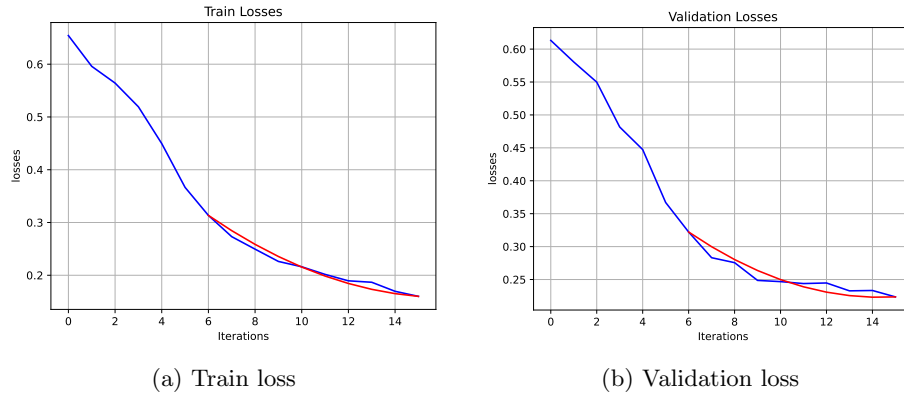 Train Losses
0.6
0.5
0.4
0.3
0.2
losses
0 2 4 6 8 10 12 14
Iterations
(a) Train loss
Validation Losses
0.60
0.55
0.50
0.45
0.40
0.35
0.30
0.25
losses
0 2 4 6 8 10 12 14
Iterations
(b) Validation loss